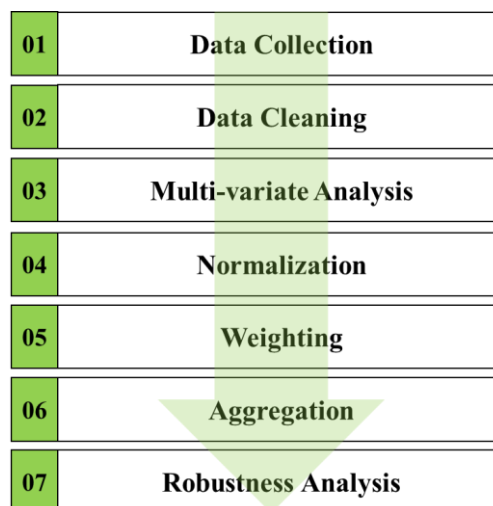 01 Data Collection
02 Data Cleaning
03 Multi-variate Analysis
04 Normalization
05 Weighting
06 Aggregation
07 Robustness Analysis